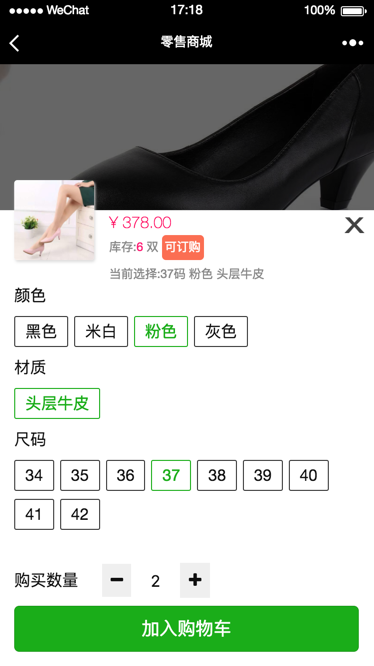 WeChat 17:18 100%
零售商城
¥ 378.00
库存:6 双 可订购
当前选择:37码 粉色 头层牛皮
颜色
黑色 米白 粉色 灰色
材质
头层牛皮
尺码
34 35 36 37 38 39 40
41 42
购买数量 2
加入购物车